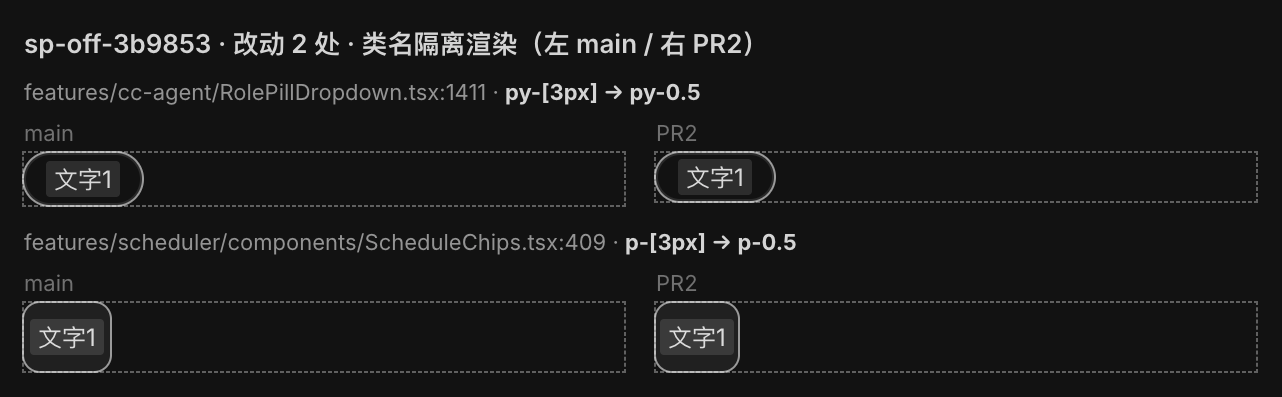 sp-off-3b9853 · 改动 2 处 · 类名隔离渲染（左 main / 右 PR2）
features/cc-agent/RolePillDropdown.tsx:1411 · py-[3px] → py-0.5
main PR2
文字1 文字1
features/scheduler/components/ScheduleChips.tsx:409 · p-[3px] → p-0.5
main PR2
文字1 文字1